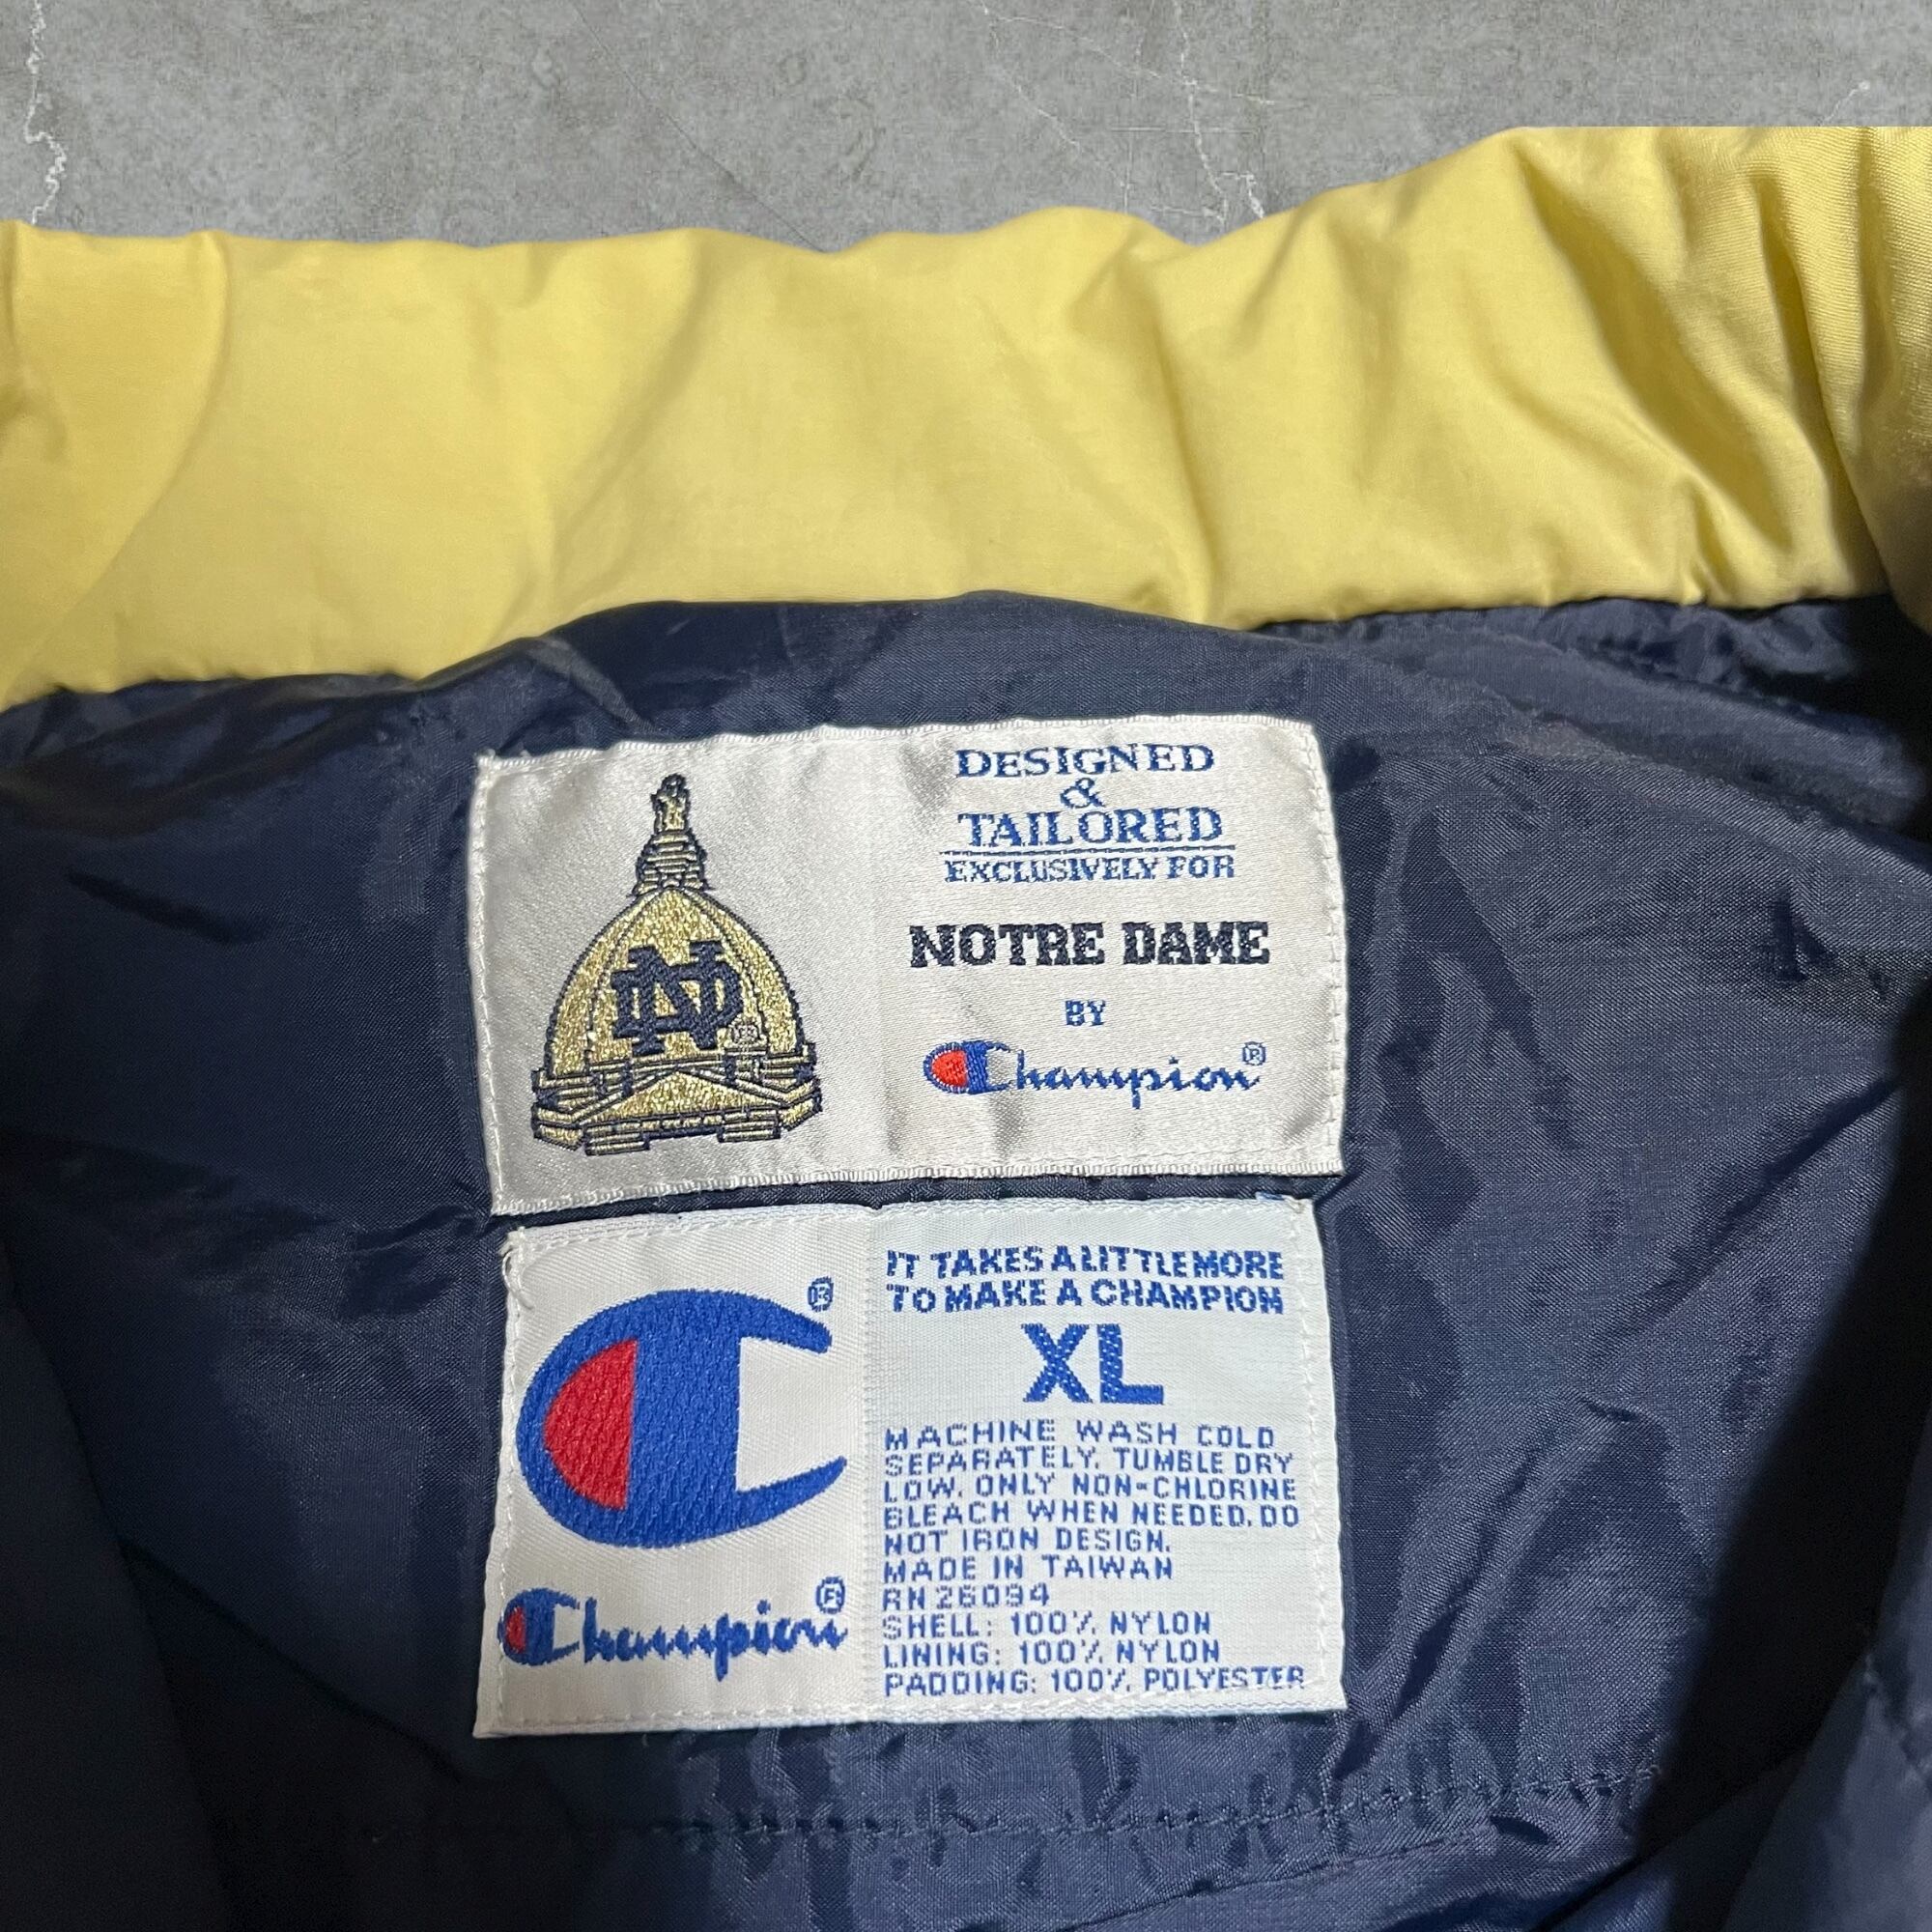 DESIGNED
&
TAILORED
EXCLUSIVELY FOR
NOTRE DAME
BY
Champion®
ND®
IT TAKES A LITTLE MORE
TO MAKE A CHAMPION
XL
MACHINE WASH COLD
SEPARATELY. TUMBLE DRY
LOW. ONLY NON-CHLORINE
BLEACH WHEN NEEDED. DO
NOT IRON DESIGN.
MADE IN TAIWAN
RN 26094
SHELL: 100% NYLON
LINING: 100% NYLON
PADDING: 100% POLYESTER
®
Champion®